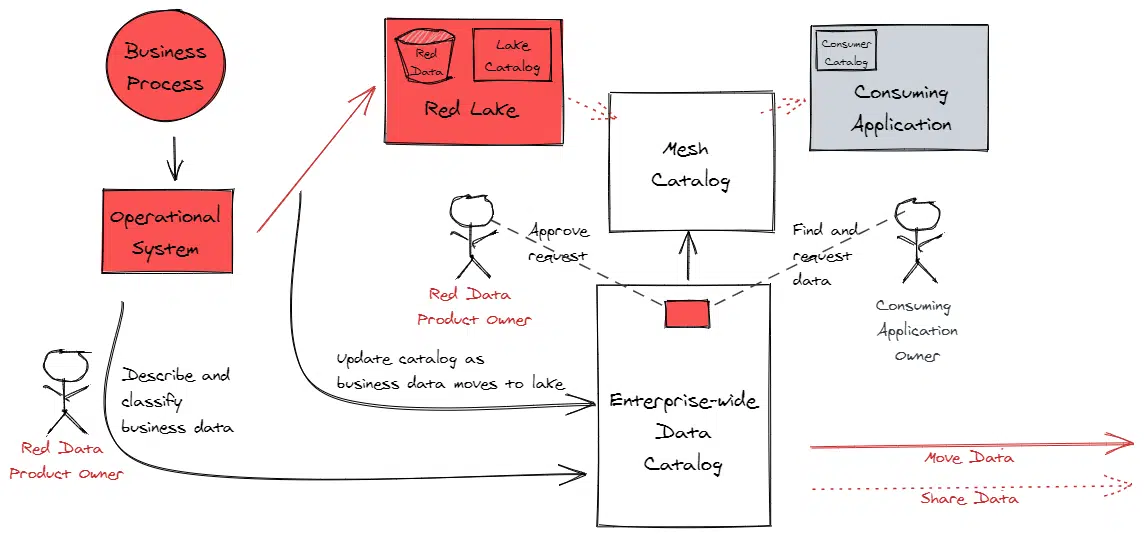 Business
Process
Operational
System
Red
Data
Lake
Catalog
Red Lake
Mesh
Catalog
Consumer
Catalog
Consuming
Application
Approve
request
Red Data
Product Owner
Find and
request
data
Consuming
Application
Owner
Update catalog as
business data moves to lake
Describe and
classify
business data
Red Data
Product Owner
Enterprise-wide
Data
Catalog
Move Data
Share Data